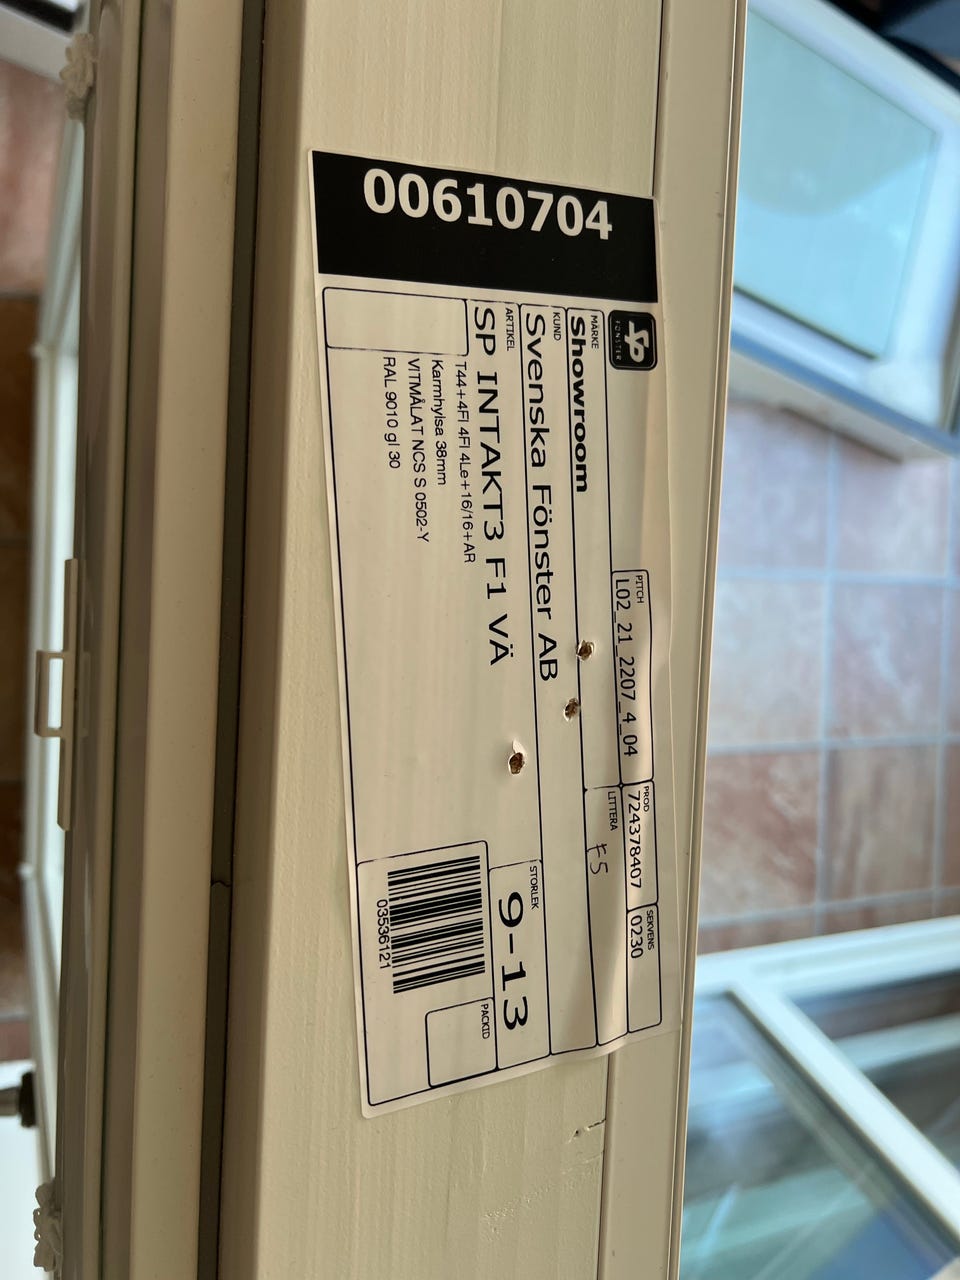 00610704
SP
FÖNSTER
PITCH
L02_21_2207_4_04
PROD
724378407
SEKVENS
0230
MÄRKE
Showroom
LITTERA
F5
KUND
Svenska Fönster AB
ARTIKEL
SP INTAKT3 F1 VÄ
STORLEK
9-13
T44+4Fl 4Fl 4Le+16/16+AR
Karmhylsa 38mm
VITMÅLAT NCS S 0502-Y
RAL 9010 gl 30
03536121
PACKID